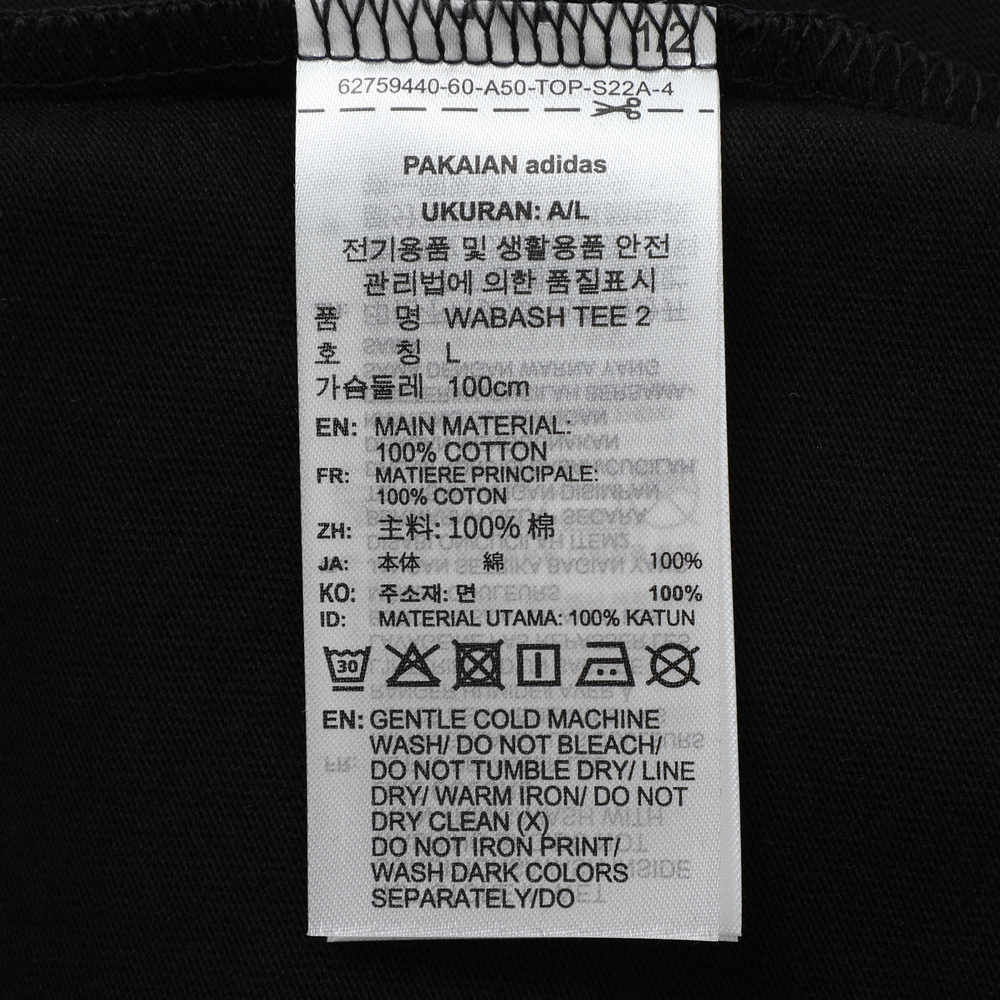 1/2
62759440-60-A50-TOP-S22A-4
PAKAIAN adidas
UKURAN: A/L
전기용품 및 생활용품 안전
관리법에 의한 품질표시
품 명 WABASH TEE 2
호 칭 L
가슴둘레 100cm
EN: MAIN MATERIAL:
100% COTTON
FR: MATIERE PRINCIPALE:
100% COTON
ZH: 主料: 100% 棉
JA: 本体 綿 100%
KO: 주소재: 면 100%
ID: MATERIAL UTAMA: 100% KATUN
30
EN: GENTLE COLD MACHINE
WASH/ DO NOT BLEACH/
DO NOT TUMBLE DRY/ LINE
DRY/ WARM IRON/ DO NOT
DRY CLEAN (X)
DO NOT IRON PRINT/
WASH DARK COLORS
SEPARATELY/DO